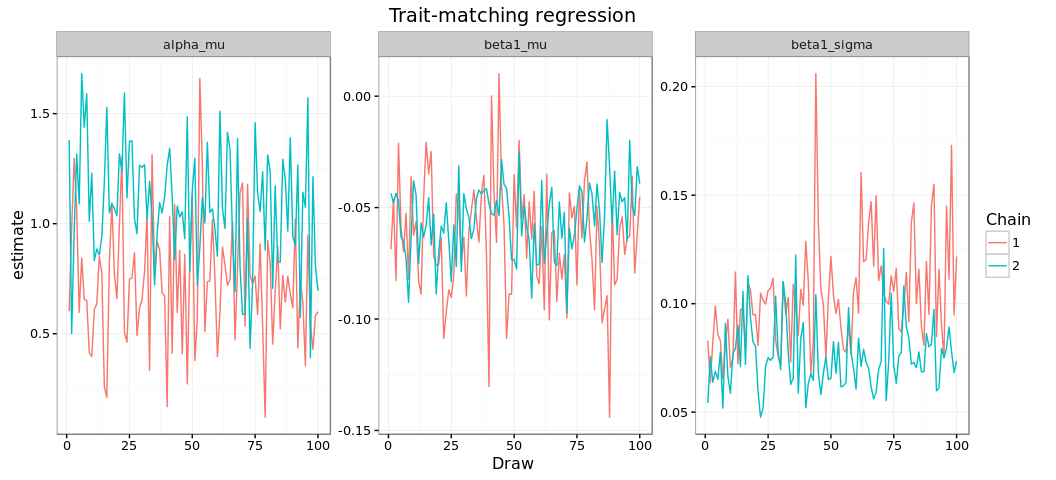 Trait-matching regression
alpha_mu
beta1_mu
beta1_sigma
estimate
1.5
1.0
0.5
0.00
-0.05
-0.10
-0.15
0.20
0.15
0.10
0.05
0 25 50 75 100
0 25 50 75 100
0 25 50 75 100
Draw
Chain
1
2